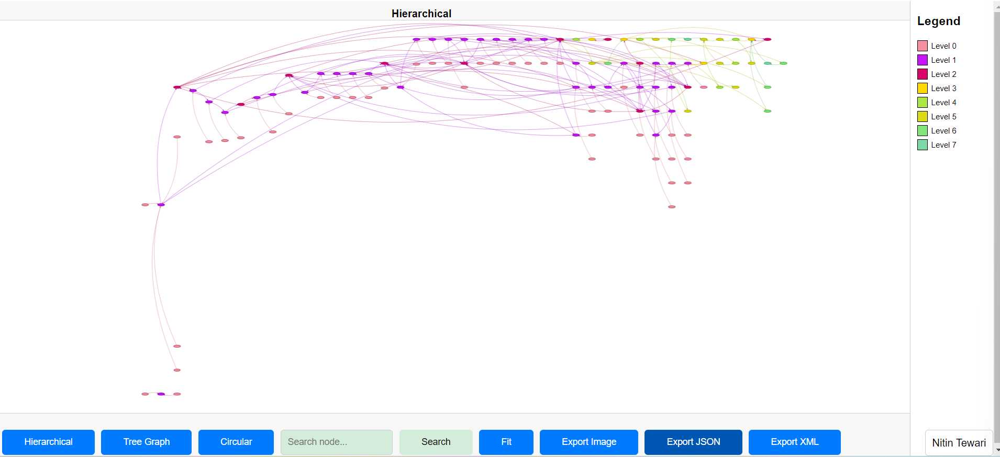 Hierarchical
Legend
Level 0
Level 1
Level 2
Level 3
Level 4
Level 5
Level 6
Level 7
Hierarchical
Tree Graph
Circular
Search node...
Search
Fit
Export Image
Export JSON
Export XML
Nitin Tewari